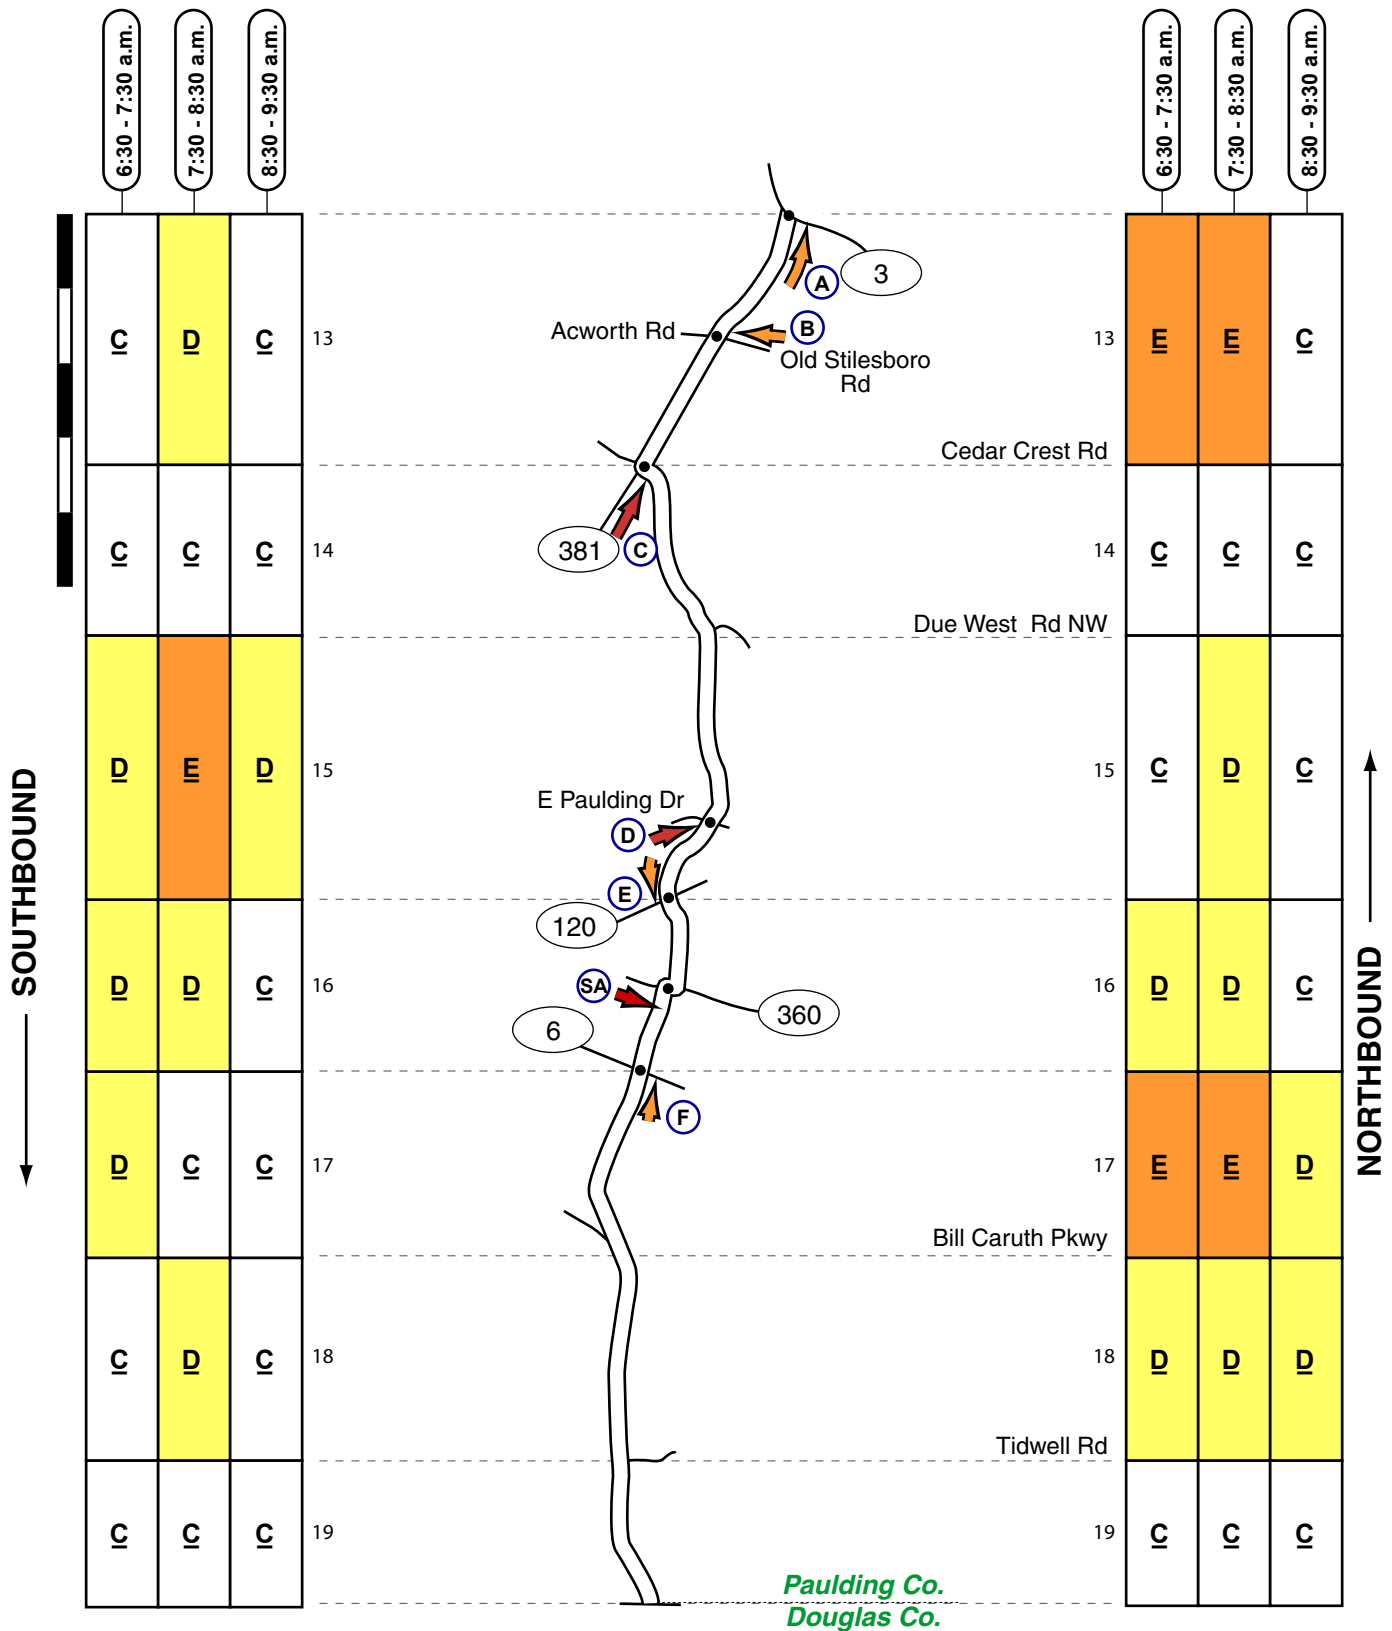 6:30 - 7:30 a.m.
7:30 - 8:30 a.m.
8:30 - 9:30 a.m.
6:30 - 7:30 a.m.
7:30 - 8:30 a.m.
8:30 - 9:30 a.m.
3
A
B
Acworth Rd
Old Stilesboro
Rd
C D C 13
13 E E C
Cedar Crest Rd
381
C
C C C 14
14 C C C
Due West Rd NW
D E D 15
15 C D C
E Paulding Dr
D
E
120
SOUTHBOUND
NORTHBOUND
D D C 16
16 D D C
SA
6
360
F
D C C 17
17 E E D
Bill Caruth Pkwy
C D C 18
18 D D D
Tidwell Rd
C C C 19
19 C C C
Paulding Co.
Douglas Co.